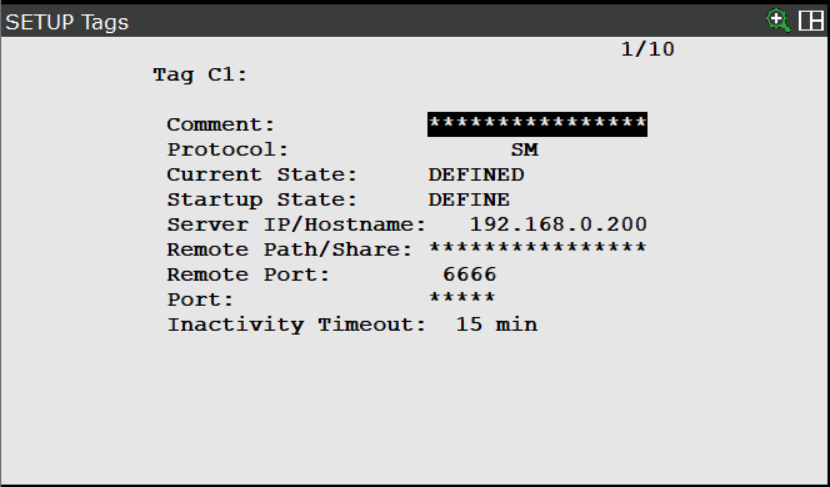 SETUP Tags
1/10
Tag C1:
Comment: ****************
Protocol: SM
Current State: DEFINED
Startup State: DEFINE
Server IP/Hostname: 192.168.0.200
Remote Path/Share: ****************
Remote Port: 6666
Port: *****
Inactivity Timeout: 15 min